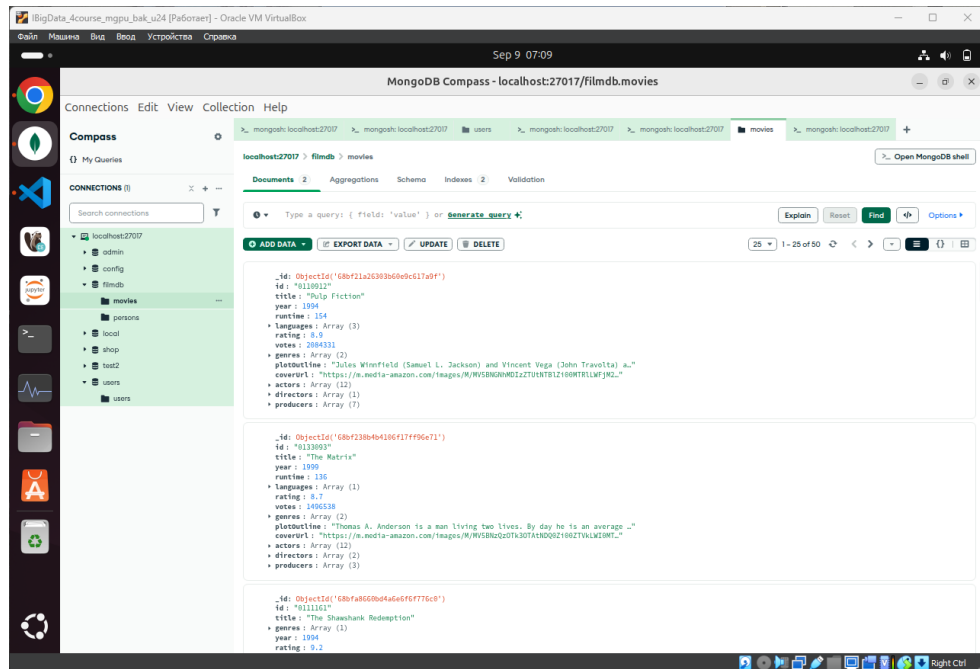 IBigData_4course_mgpu_bak_u24 [Работает] - Oracle VM VirtualBox
Файл Машина Вид Ввод Устройства Справка
Sep 9 07:09
MongoDB Compass - localhost:27017/filmdb.movies
Connections Edit View Collection Help
Compass
My Queries
CONNECTIONS (1)
Search connections
localhost:27017
admin
config
filmdb
movies
persons
local
shop
test2
users
users
mongosh: localhost:27017 mongosh: localhost:27017 users mongosh: localhost:27017 mongosh: localhost:27017 movies mongosh: localhost:27017
localhost:27017 > filmdb > movies
>_ Open MongoDB shell
Documents 2 Aggregations Schema Indexes 2 Validation
Type a query: { field: 'value' } or Generate query
Explain Reset Find </> Options
ADD DATA EXPORT DATA UPDATE DELETE
25 1 – 25 of 50
_id: ObjectId('68bf21a26303b60e9c617a9f')
id : "0110912"
title : "Pulp Fiction"
year : 1994
runtime : 154
languages : Array (3)
rating : 8.9
votes : 2084331
genres : Array (2)
plotOutline : "Jules Winnfield (Samuel L. Jackson) and Vincent Vega (John Travolta) a…"
actors : Array (12)
directors : Array (1)
producers : Array (7)
_id: ObjectId('68bf238b4b4106f17ff96e71')
id : "0133093"
title : "The Matrix"
year : 1999
runtime : 136
languages : Array (1)
rating : 8.7
votes : 1496538
genres : Array (2)
plotOutline : "Thomas A. Anderson is a man living two lives. By day he is an average …"
actors : Array (12)
directors : Array (2)
producers : Array (3)
_id: ObjectId('68bfa8660bd4a6e6f6f776c0')
id : "0111161"
title : "The Shawshank Redemption"
genres : Array (1)
year : 1994
rating : 9.2
Right Ctrl